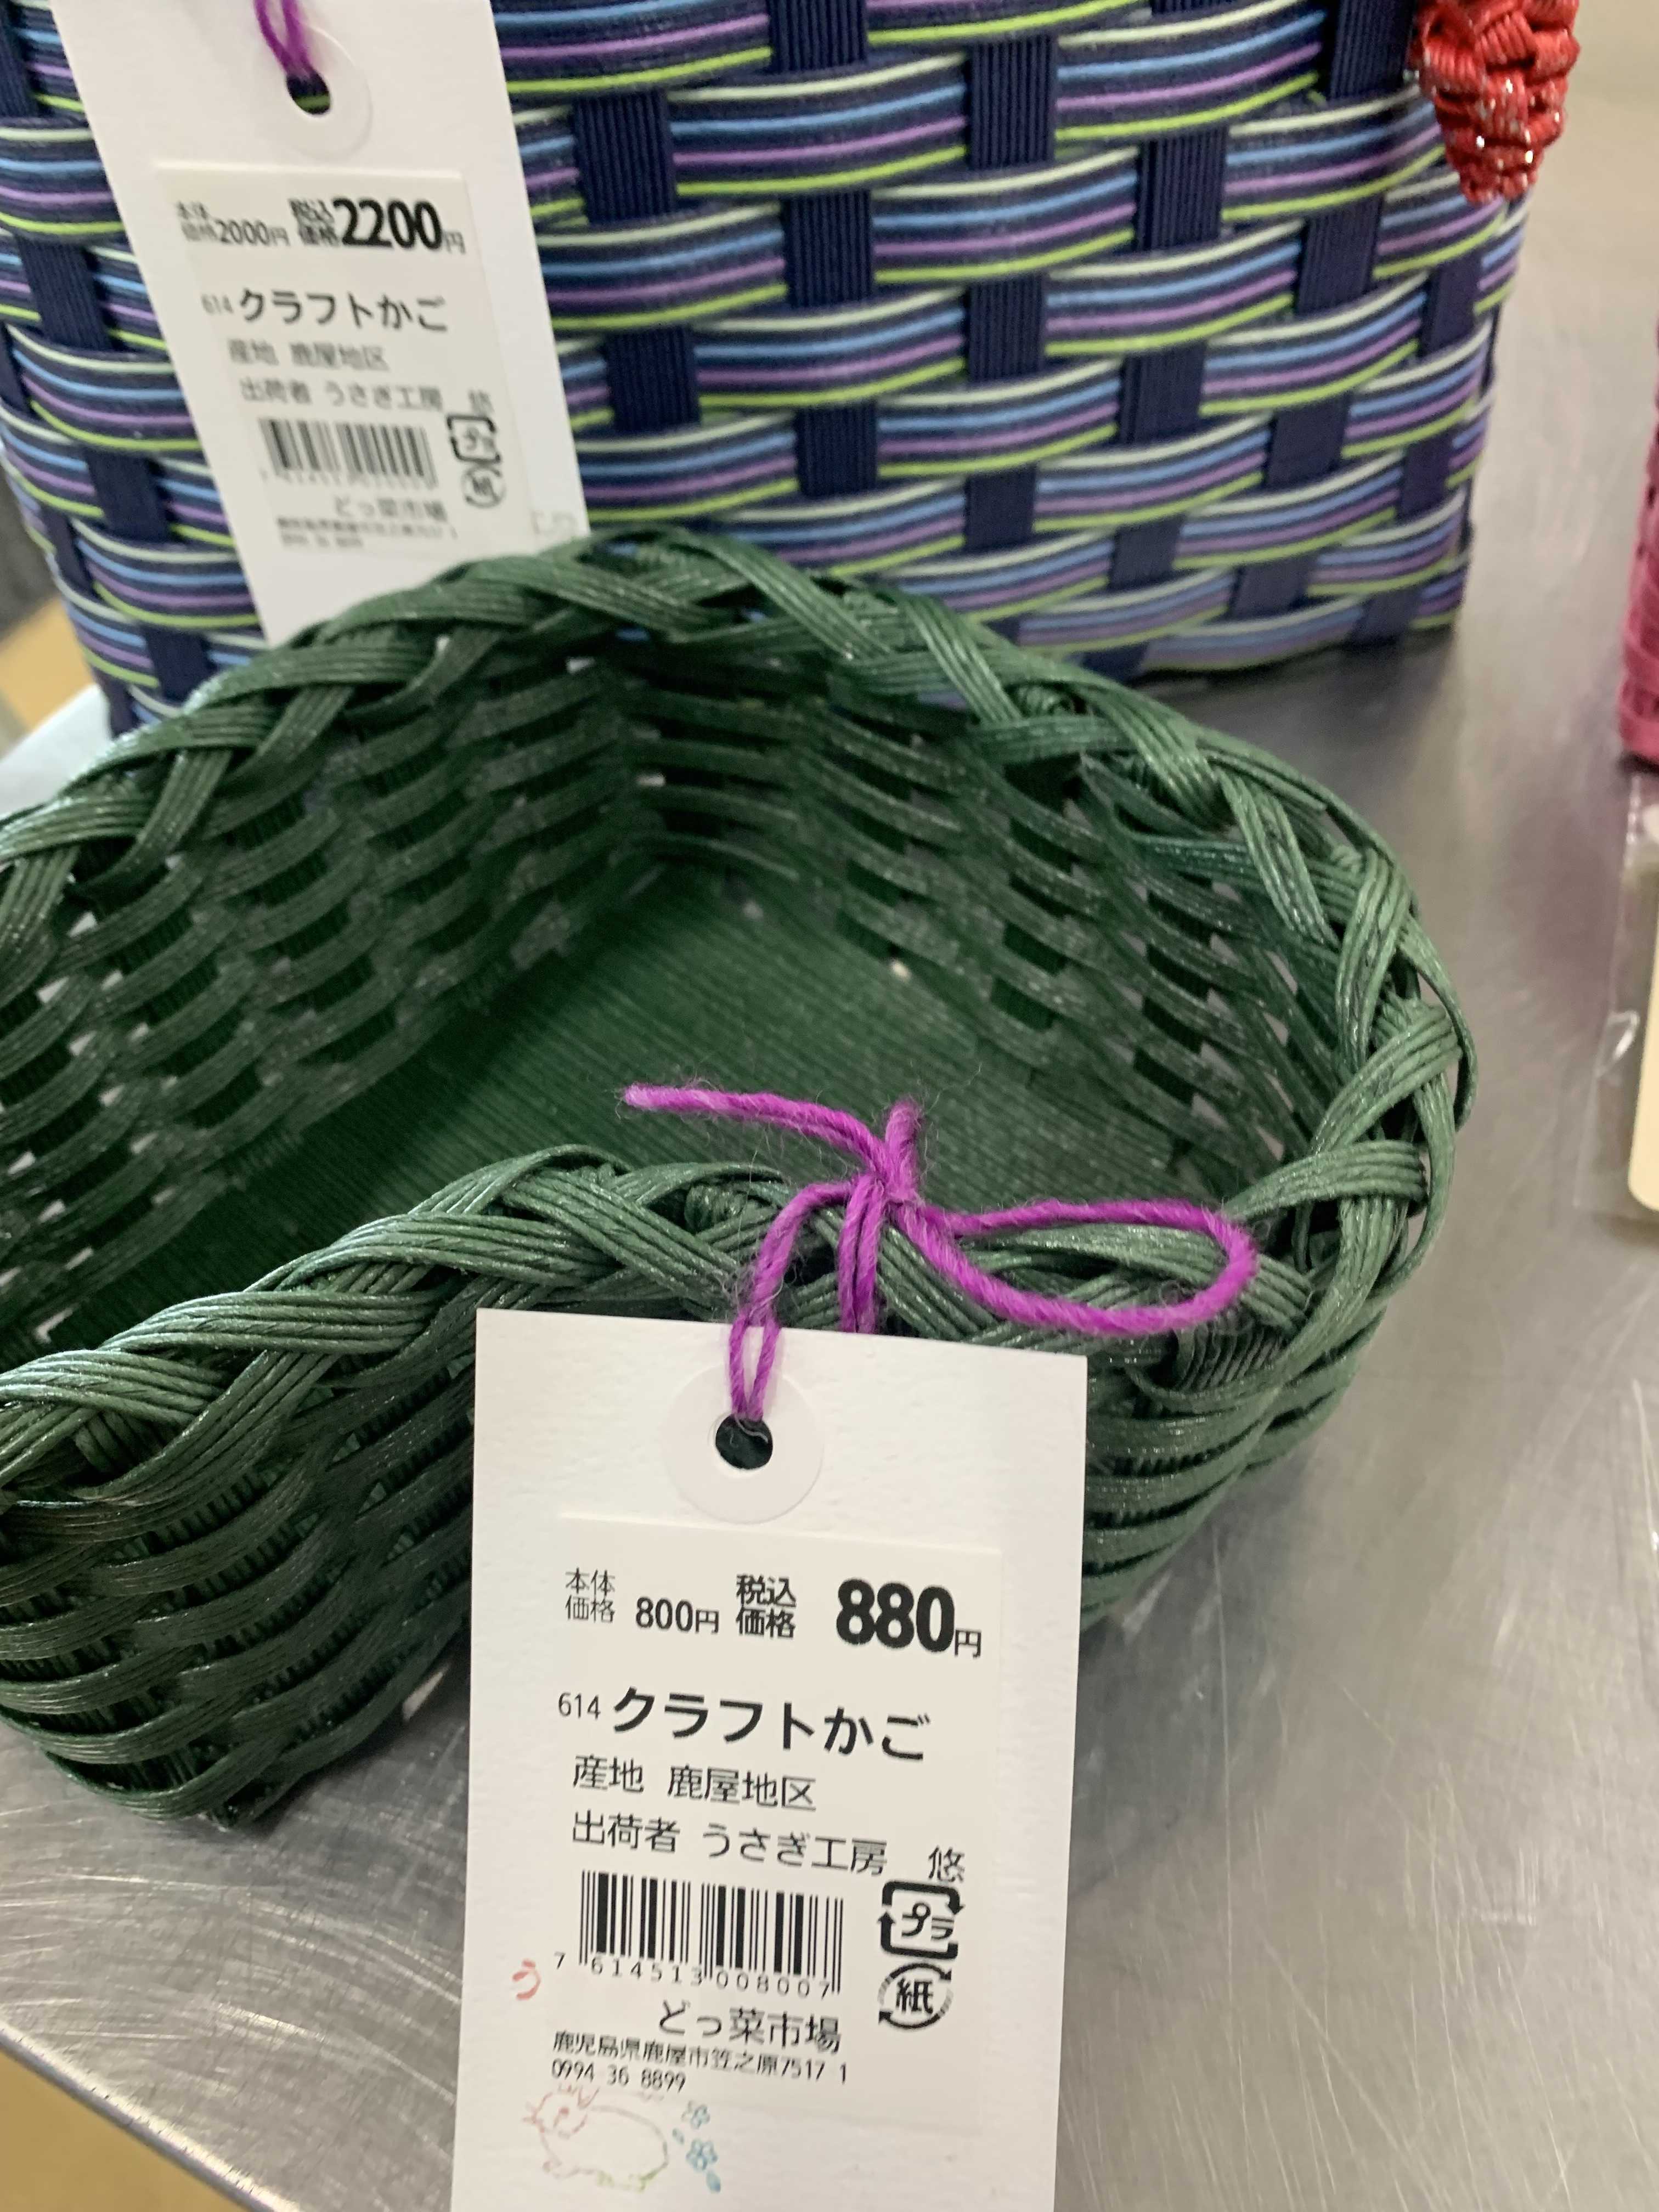 本体価格 2000円 税込価格 2200円
614 クラフトかご
産地 鹿屋地区
出荷者 うさぎ工房 悠
プラ
紙
どっ菜市場
本体価格 800円 税込価格 880円
614 クラフトかご
産地 鹿屋地区
出荷者 うさぎ工房 悠
プラ
7 614513 008007
紙
う
どっ菜市場
鹿児島県鹿屋市笠之原7517 1
0994 36 8899